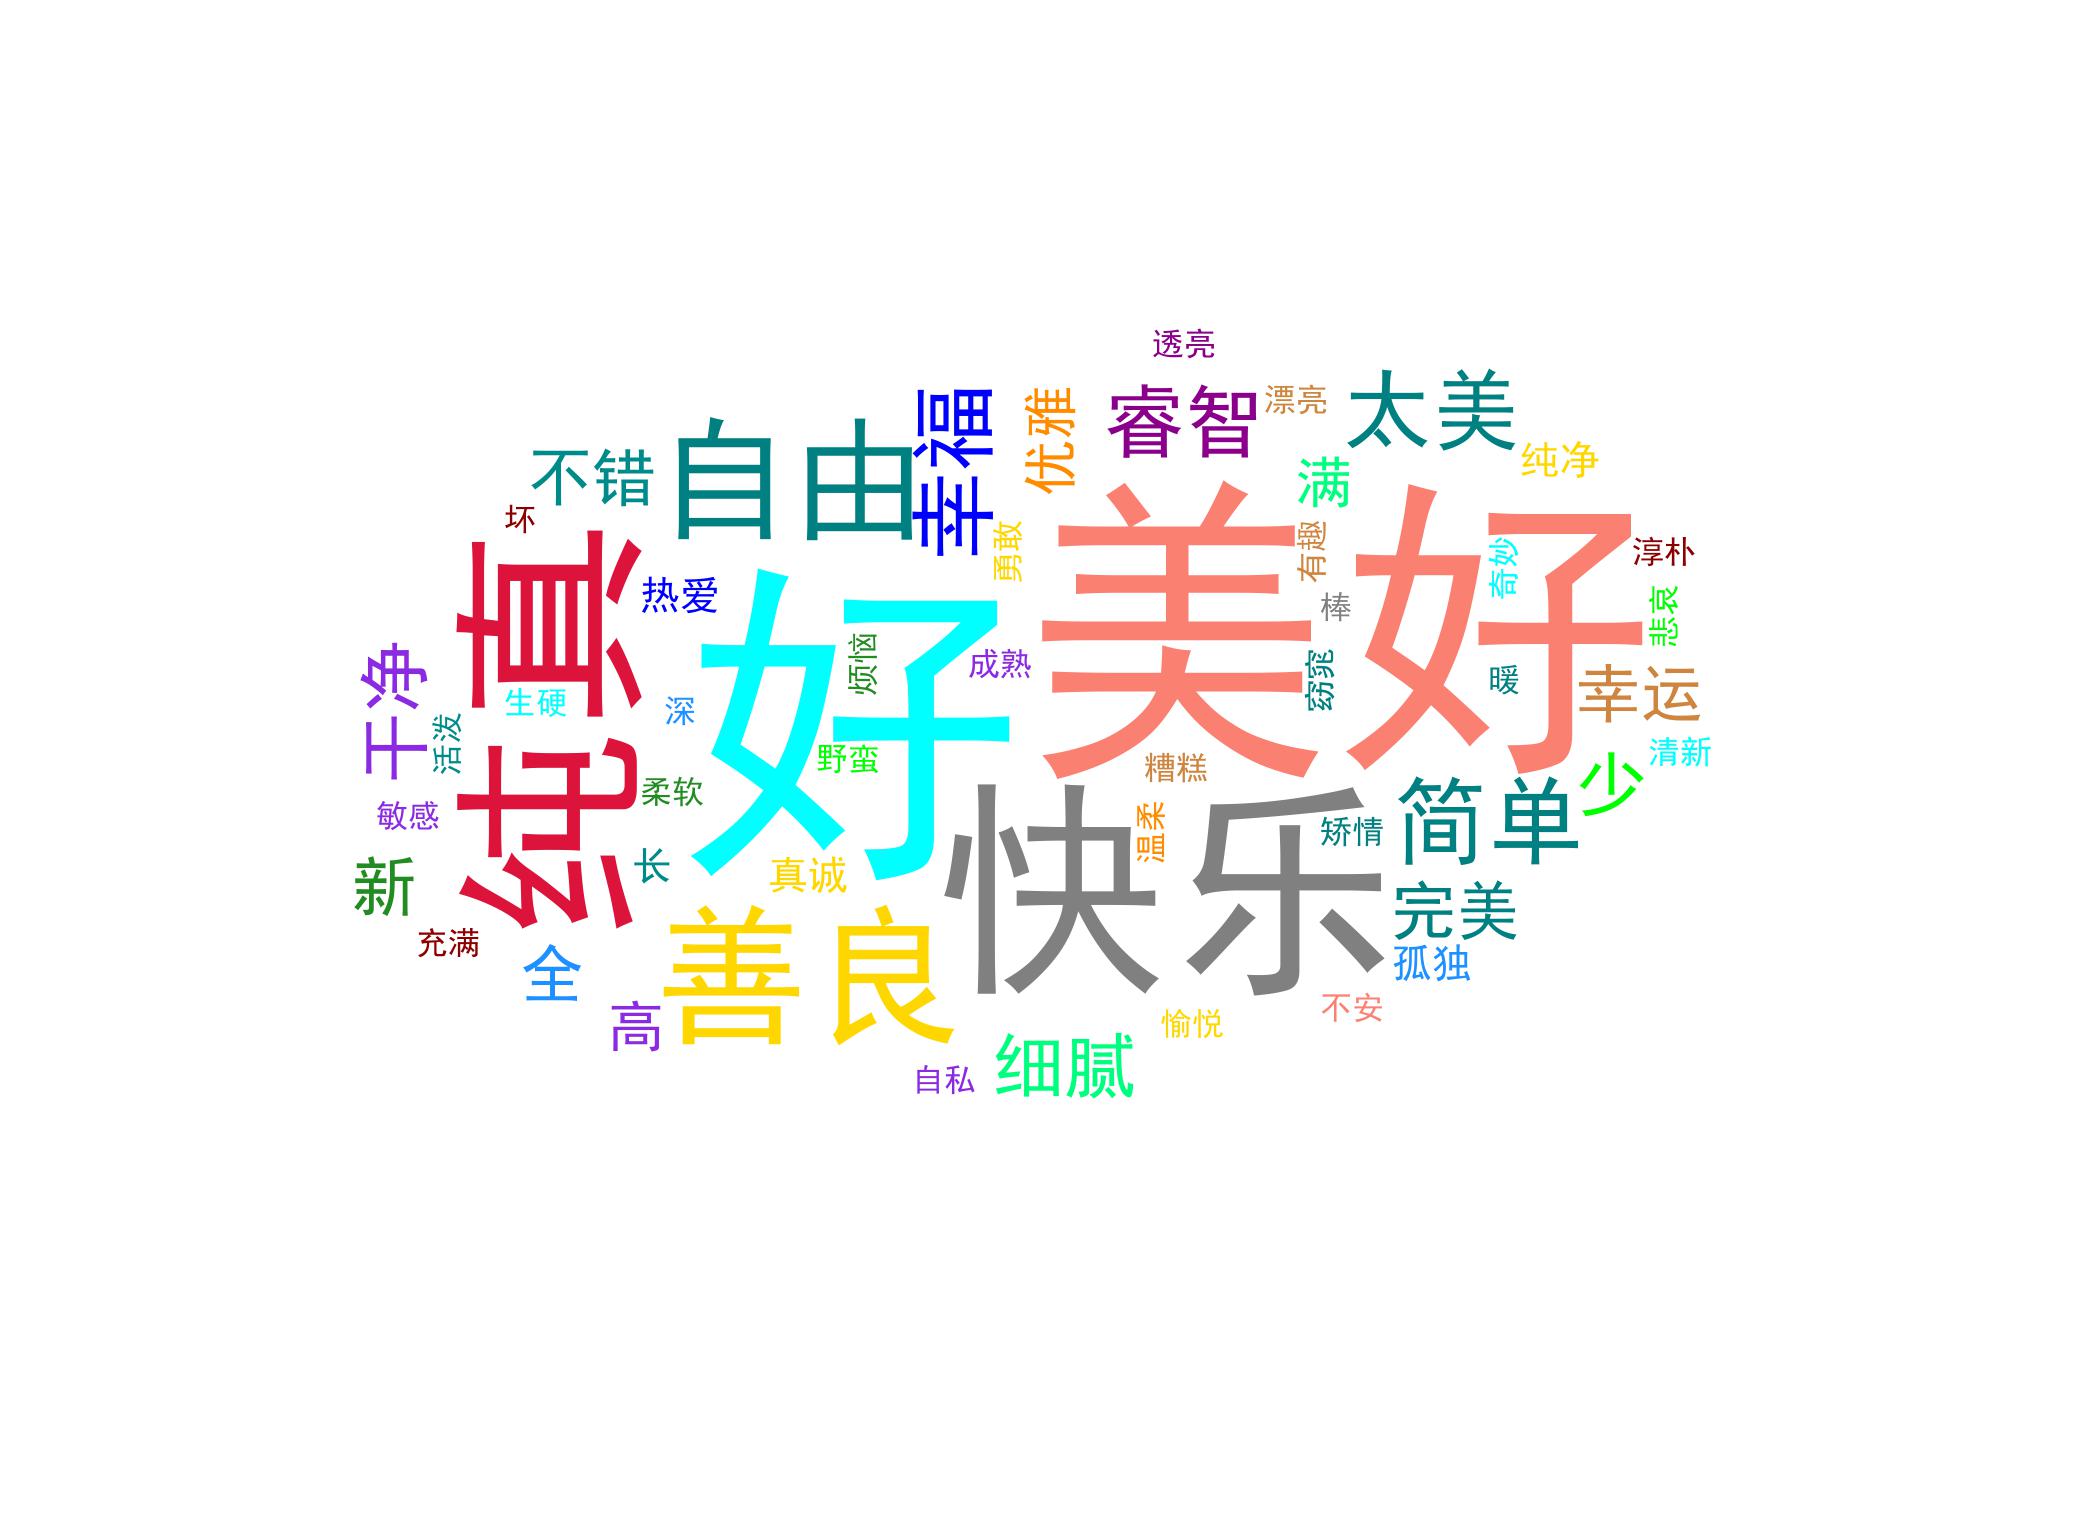 透亮
睿智
漂亮
太美
优雅
幸福
自由
不错
满
纯净
坏
美好
勇敢
有趣
奇妙
淳朴
纯真
热爱
好
棒
悲哀
烦恼
成熟
窈窕
暖
幸运
干净
生硬
深
活泼
野蛮
糟糕
清新
少
柔软
快乐
温柔
矫情
简单
敏感
长
真诚
新
完美
充满
善良
孤独
全
高
不安
愉悦
细腻
自私